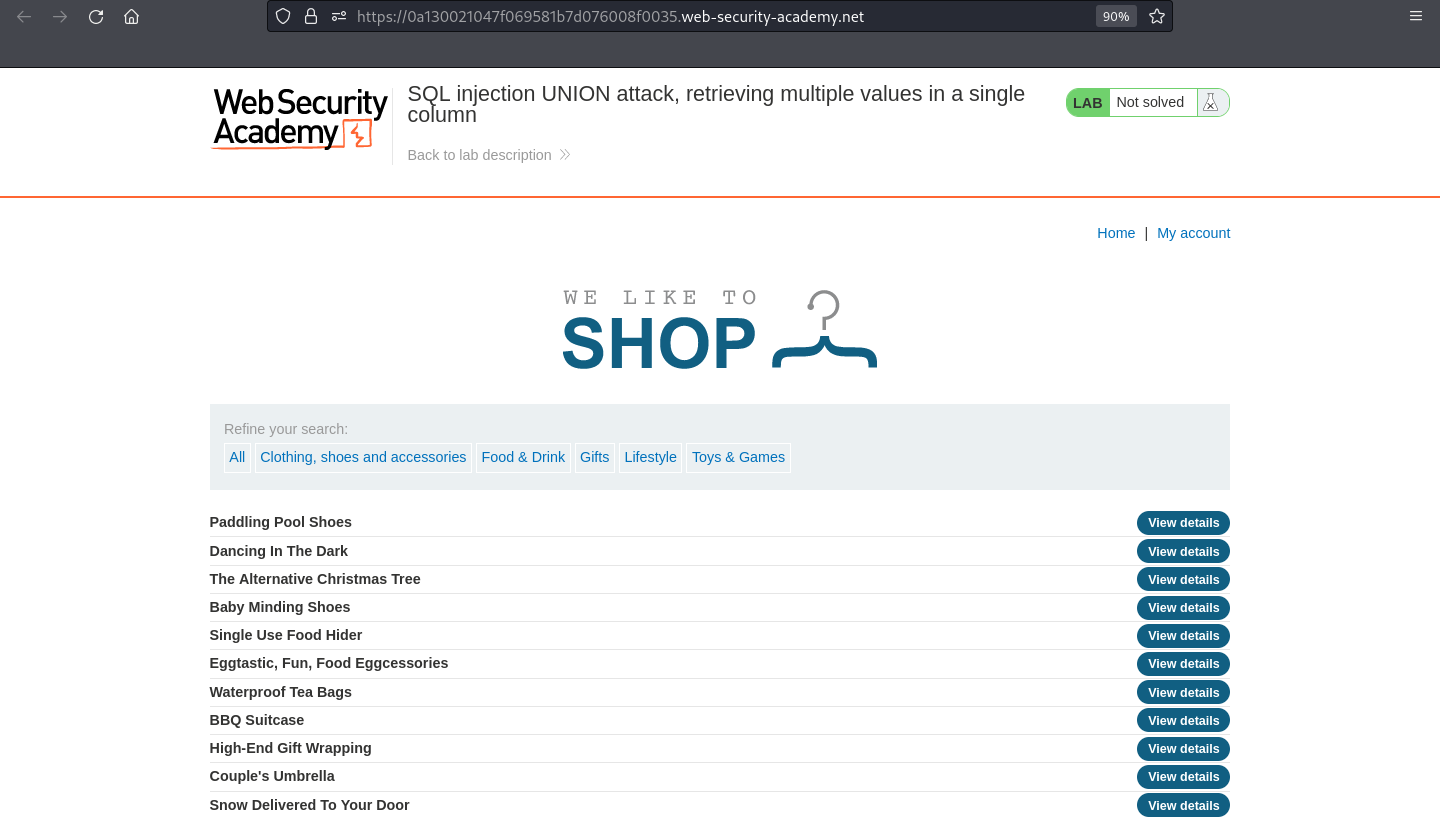 https://0a130021047f069581b7d076008f0035.web-security-academy.net
90%
Web Security
Academy
SQL injection UNION attack, retrieving multiple values in a single
column
Back to lab description
LAB Not solved
Home | My account
WE LIKE TO
SHOP
Refine your search:
All Clothing, shoes and accessories Food & Drink Gifts Lifestyle Toys & Games
Paddling Pool Shoes View details
Dancing In The Dark View details
The Alternative Christmas Tree View details
Baby Minding Shoes View details
Single Use Food Hider View details
Eggtastic, Fun, Food Eggcessories View details
Waterproof Tea Bags View details
BBQ Suitcase View details
High-End Gift Wrapping View details
Couple's Umbrella View details
Snow Delivered To Your Door View details